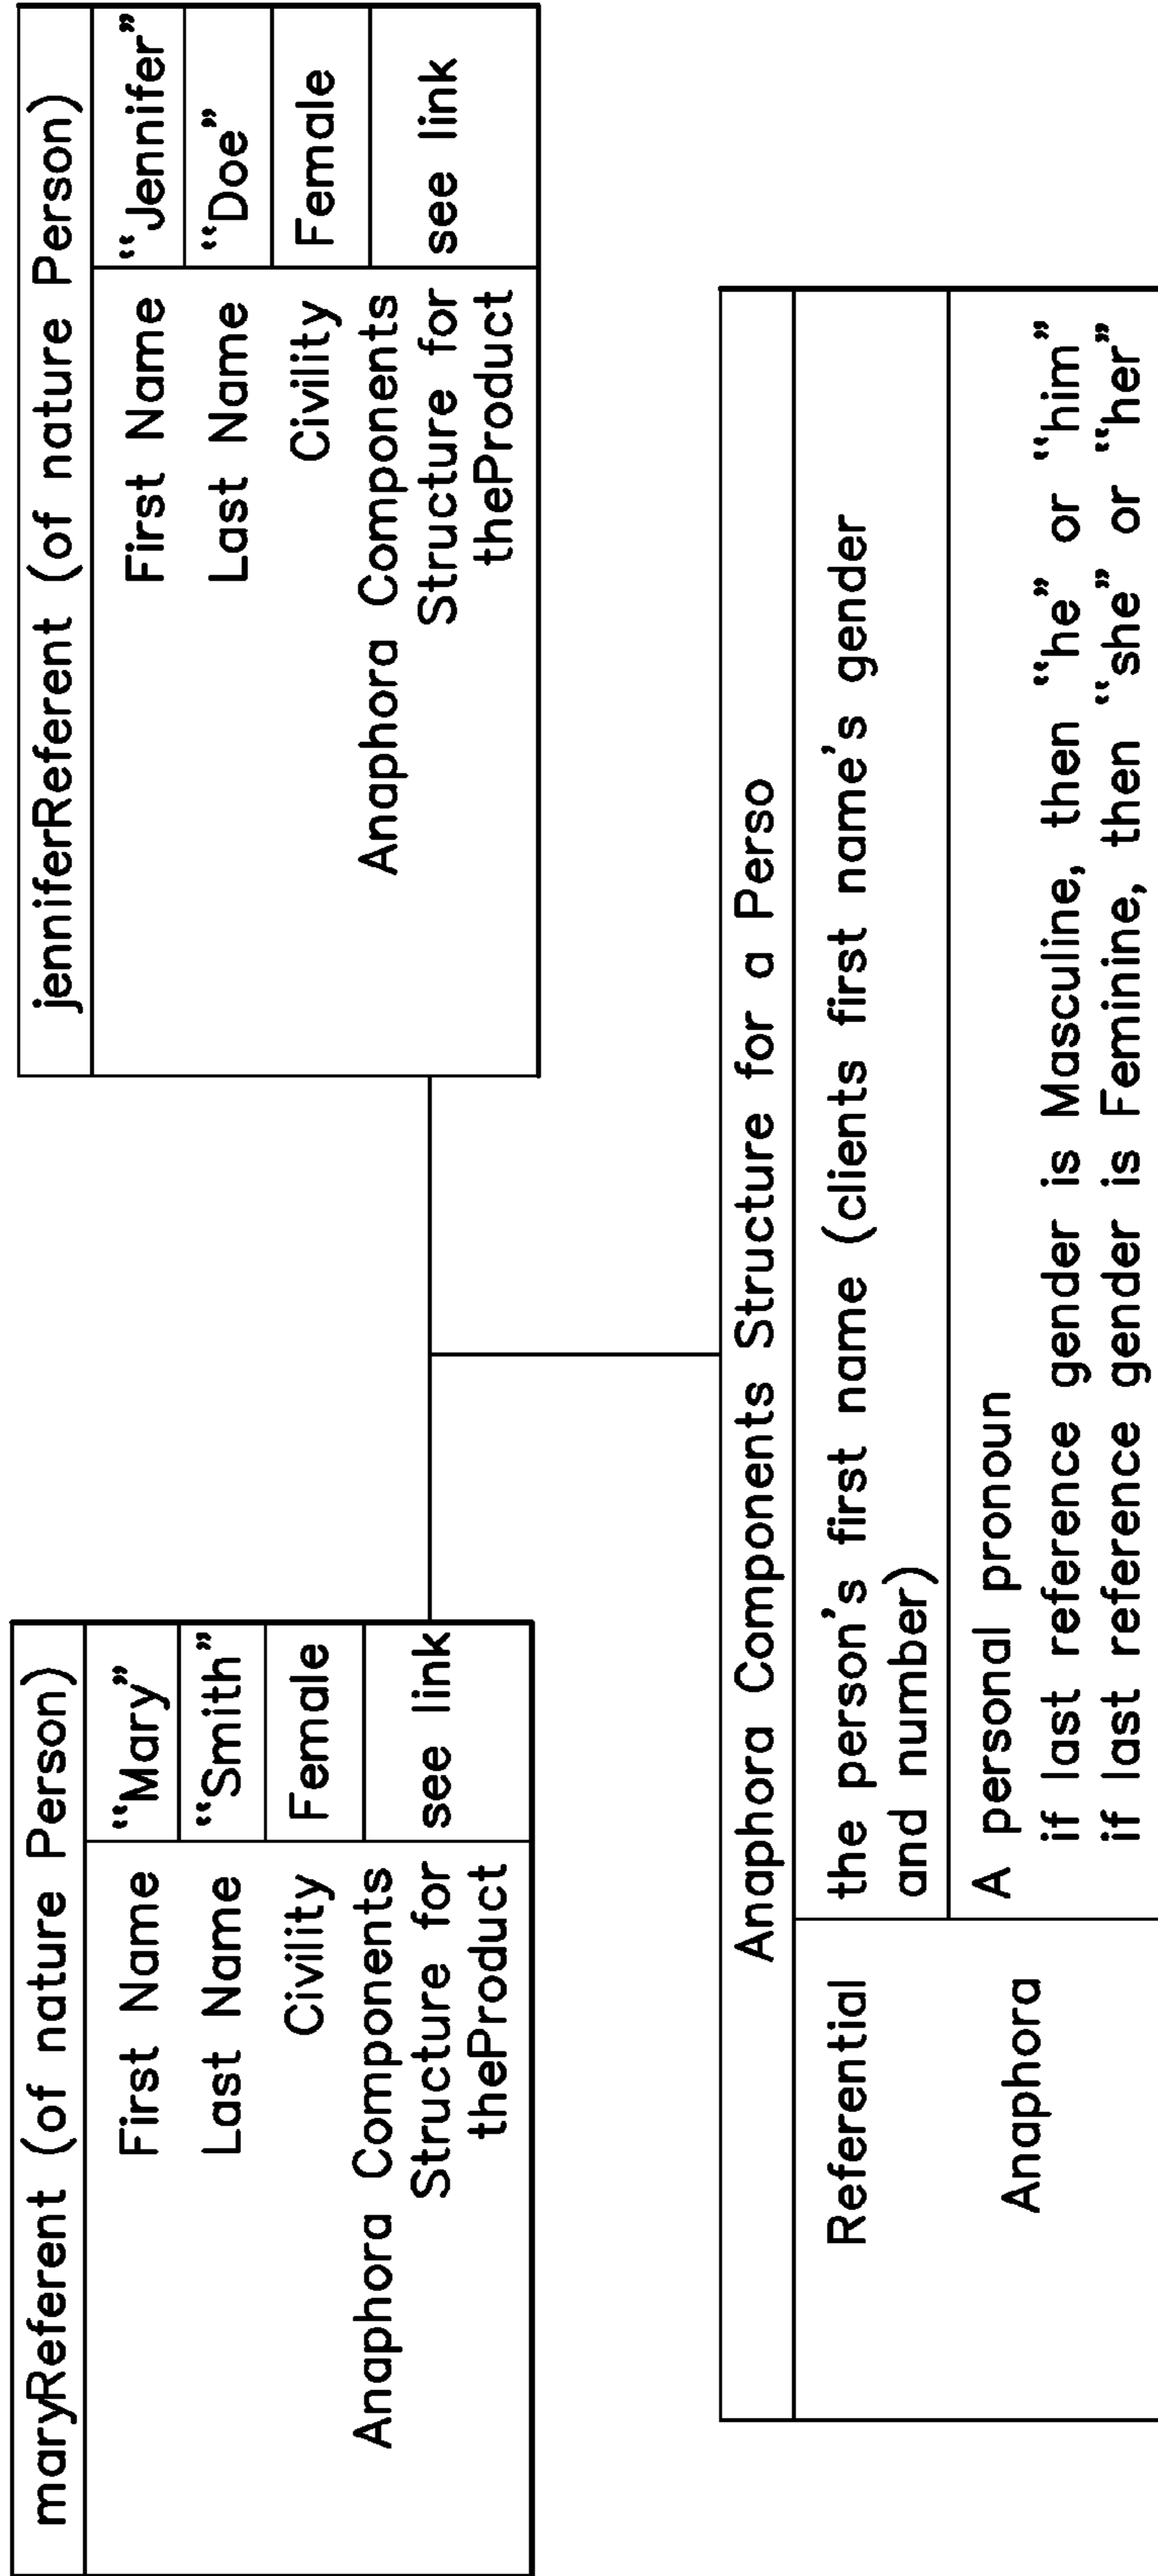 maryReferent (of nature Person)
First Name "Mary"
Last Name "Smith"
Civility Female
Anaphora Components
Structure for see link
theProduct
jenniferReferent (of nature Person)
First Name "Jennifer"
Last Name "Doe"
Civility Female
Anaphora Components
Structure for see link
theProduct
Anaphora Components Structure for a Perso
Referential the person's first name (clients first name's gender
and number)
A personal pronoun
Anaphora if last reference gender is Masculine, then "he" or "him"
if last reference gender is Feminine, then "she" or "her"